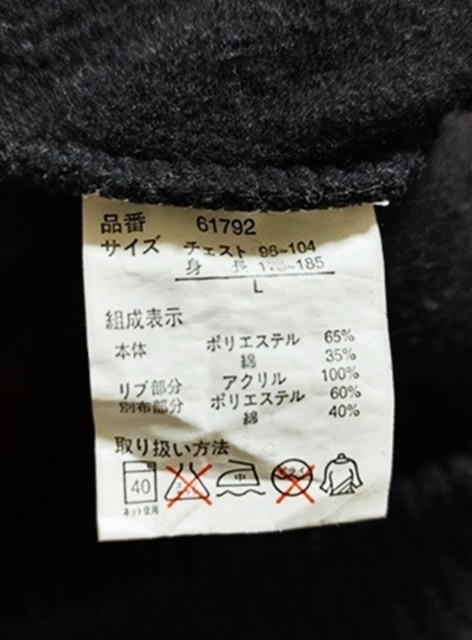 品番 61792
サイズ チェスト 96~104
身 長 175~185
L
組成表示
本体 ポリエステル 65%
綿 35%
リブ部分 アクリル 100%
別布部分 ポリエステル 60%
綿 40%
取り扱い方法
40 中 ドライ
ネット使用